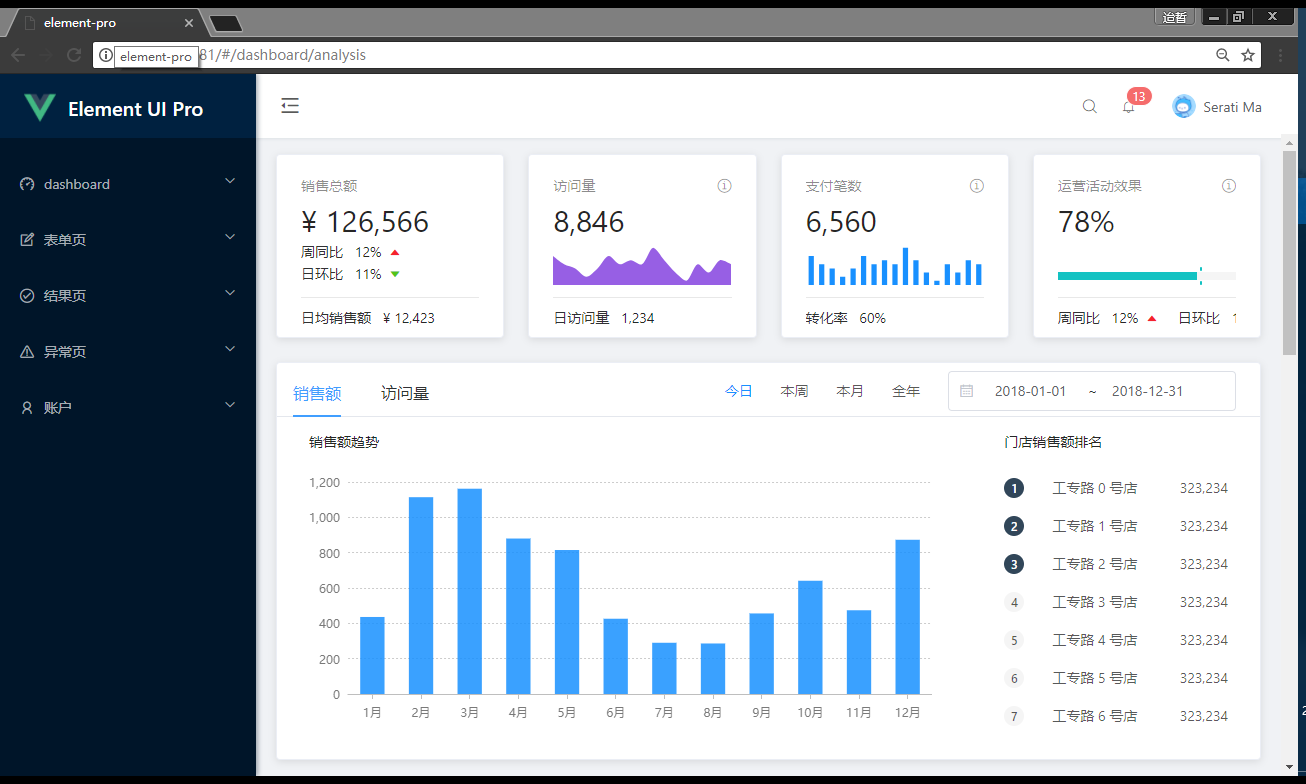 element-pro
迨哲
element-pro 81/#/dashboard/analysis
Element UI Pro
13
Serati Ma
dashboard
表单页
结果页
异常页
账户
销售总额
¥ 126,566
周同比 12%
日环比 11%
日均销售额 ¥ 12,423
访问量
8,846
日访问量 1,234
支付笔数
6,560
转化率 60%
运营活动效果
78%
周同比 12% 日环比 1
销售额 访问量 今日 本周 本月 全年 2018-01-01 ~ 2018-12-31
销售额趋势
1,200
1,000
800
600
400
200
0
1月 2月 3月 4月 5月 6月 7月 8月 9月 10月 11月 12月
门店销售额排名
1 工专路 0 号店 323,234
2 工专路 1 号店 323,234
3 工专路 2 号店 323,234
4 工专路 3 号店 323,234
5 工专路 4 号店 323,234
6 工专路 5 号店 323,234
7 工专路 6 号店 323,234